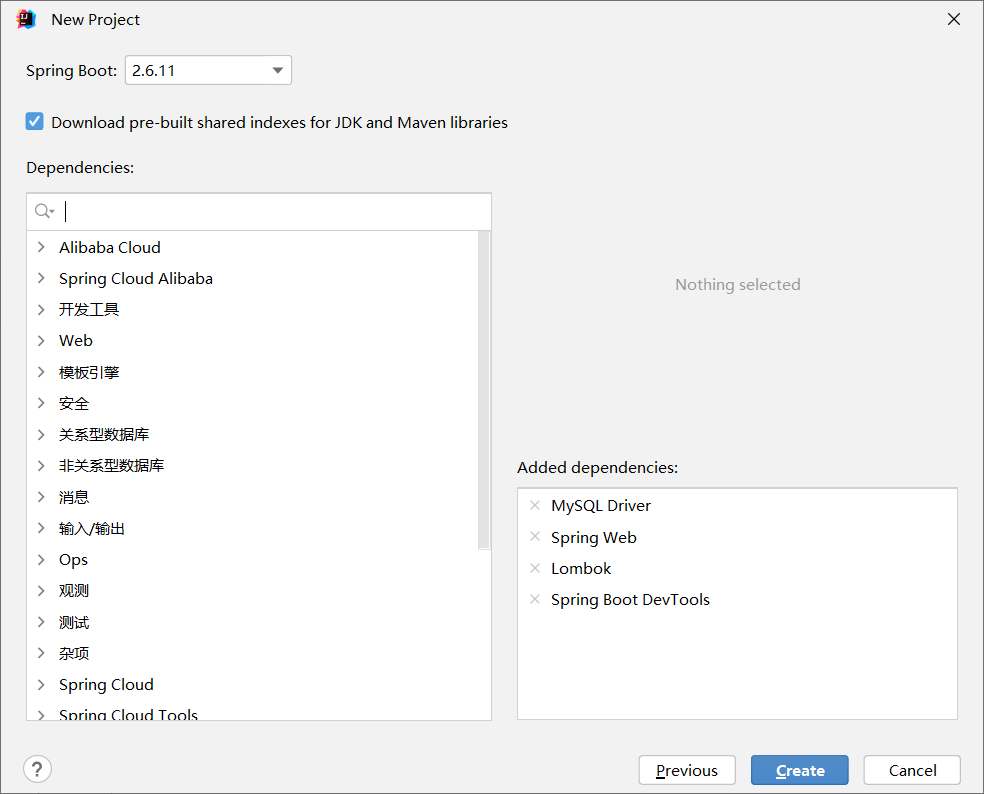 New Project
Spring Boot: 2.6.11
Download pre-built shared indexes for JDK and Maven libraries
Dependencies:
Alibaba Cloud
Spring Cloud Alibaba
开发工具
Web
模板引擎
安全
关系型数据库
非关系型数据库
消息
输入/输出
Ops
观测
测试
杂项
Spring Cloud
Spring Cloud Tools
Nothing selected
Added dependencies:
MySQL Driver
Spring Web
Lombok
Spring Boot DevTools
?
Previous
Create
Cancel